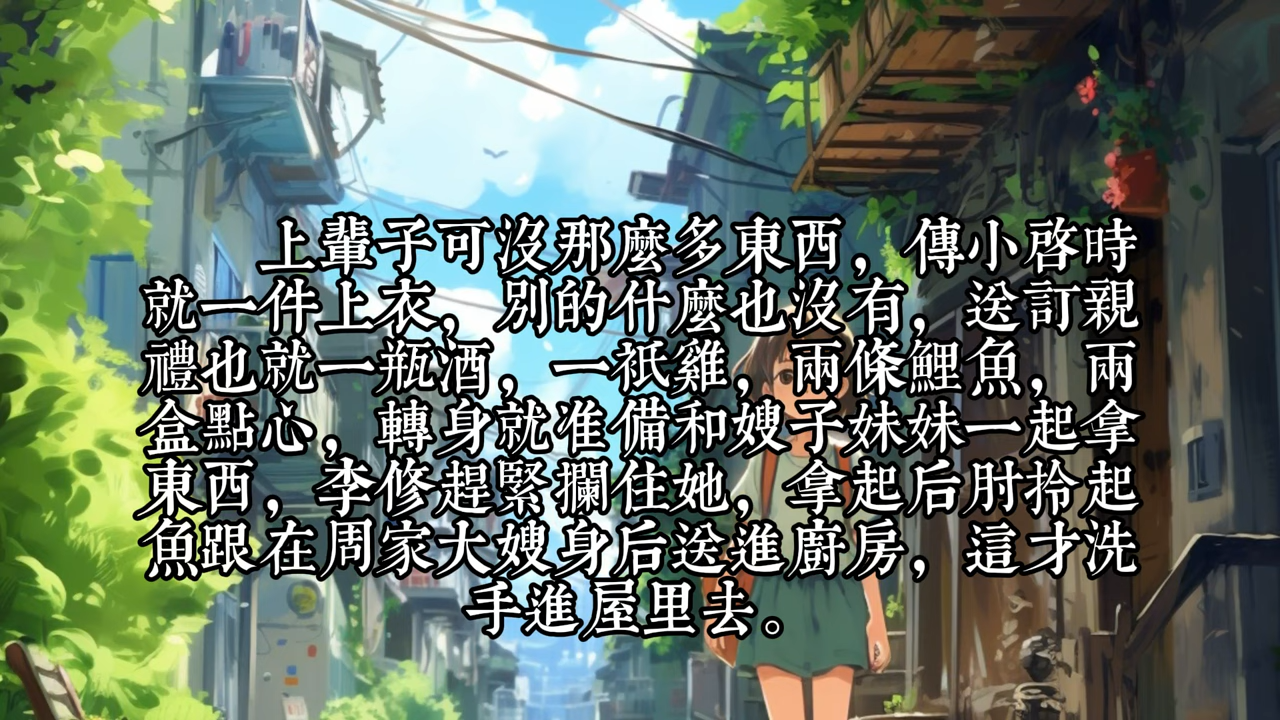 上輩子可沒那麼多東西，傳小啓時
就一件上衣，別的什麼也沒有，送訂親
禮也就一瓶酒，一衹雞，兩條鯉魚，兩
盒點心，轉身就准備和嫂子妹妹一起拿
東西，李修趕緊攔住她，拿起后肘拎起
魚跟在周家大嫂身后送進廚房，這才洗
手進屋里去。